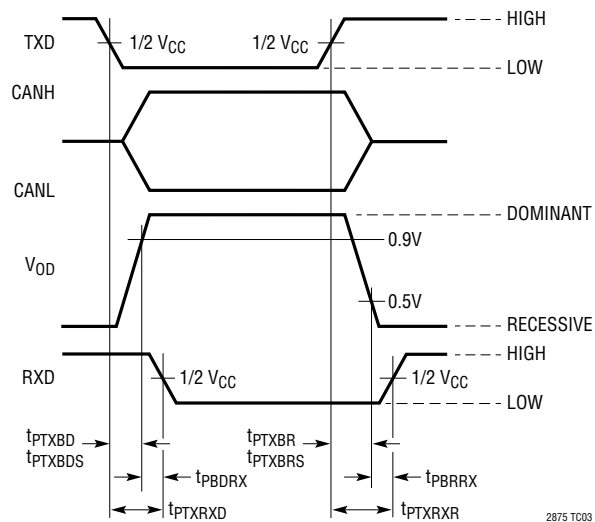 HIGH
TXD
1/2 VCC
1/2 VCC
LOW
CANH
CANL
DOMINANT
0.9V
VOD
0.5V
RECESSIVE
HIGH
RXD
1/2 VCC
1/2 VCC
LOW
tPTXBD
tPTXBDS
tPTXBR
tPTXBRS
tPBDRX
tPBRRX
tPTXRXD
tPTXRXR
2875 TC03